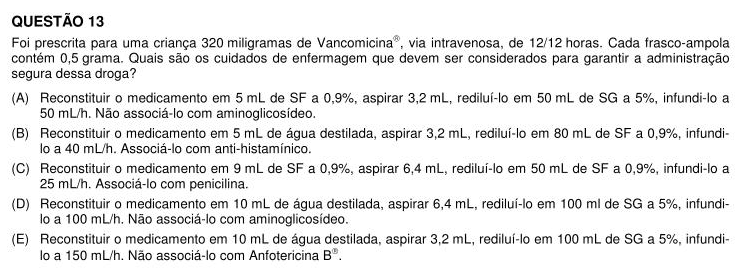 QUESTÃO 13
Foi prescrita para uma criança 320 miligramas de Vancomicina®, via intravenosa, de 12/12 horas. Cada frasco-ampola
contém 0,5 grama. Quais são os cuidados de enfermagem que devem ser considerados para garantir a administração
segura dessa droga?
(A) Reconstituir o medicamento em 5 mL de SF a 0,9%, aspirar 3,2 mL, rediluí-lo em 50 mL de SG a 5%, infundi-lo a
50 mL/h. Não associá-lo com aminoglicosídeo.
(B) Reconstituir o medicamento em 5 mL de água destilada, aspirar 3,2 mL, rediluí-lo em 80 mL de SF a 0,9%, infundi-
lo a 40 mL/h. Associá-lo com anti-histamínico.
(C) Reconstituir o medicamento em 9 mL de SF a 0,9%, aspirar 6,4 mL, rediluí-lo em 50 mL de SF a 0,9%, infundi-lo a
25 mL/h. Associá-lo com penicilina.
(D) Reconstituir o medicamento em 10 mL de água destilada, aspirar 6,4 mL, rediluí-lo em 100 ml de SG a 5%, infundi-
lo a 100 mL/h. Não associá-lo com aminoglicosídeo.
(E) Reconstituir o medicamento em 10 mL de água destilada, aspirar 3,2 mL, rediluí-lo em 100 mL de SG a 5%, infundi-
lo a 150 mL/h. Não associá-lo com Anfotericina B®.